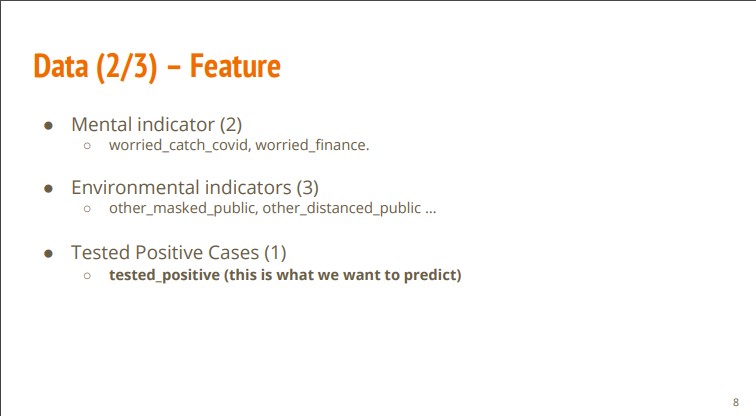 Data (2/3) – Feature
● Mental indicator (2)
○ worried_catch_covid, worried_finance.
● Environmental indicators (3)
○ other_masked_public, other_distanced_public ...
● Tested Positive Cases (1)
○ tested_positive (this is what we want to predict)
8